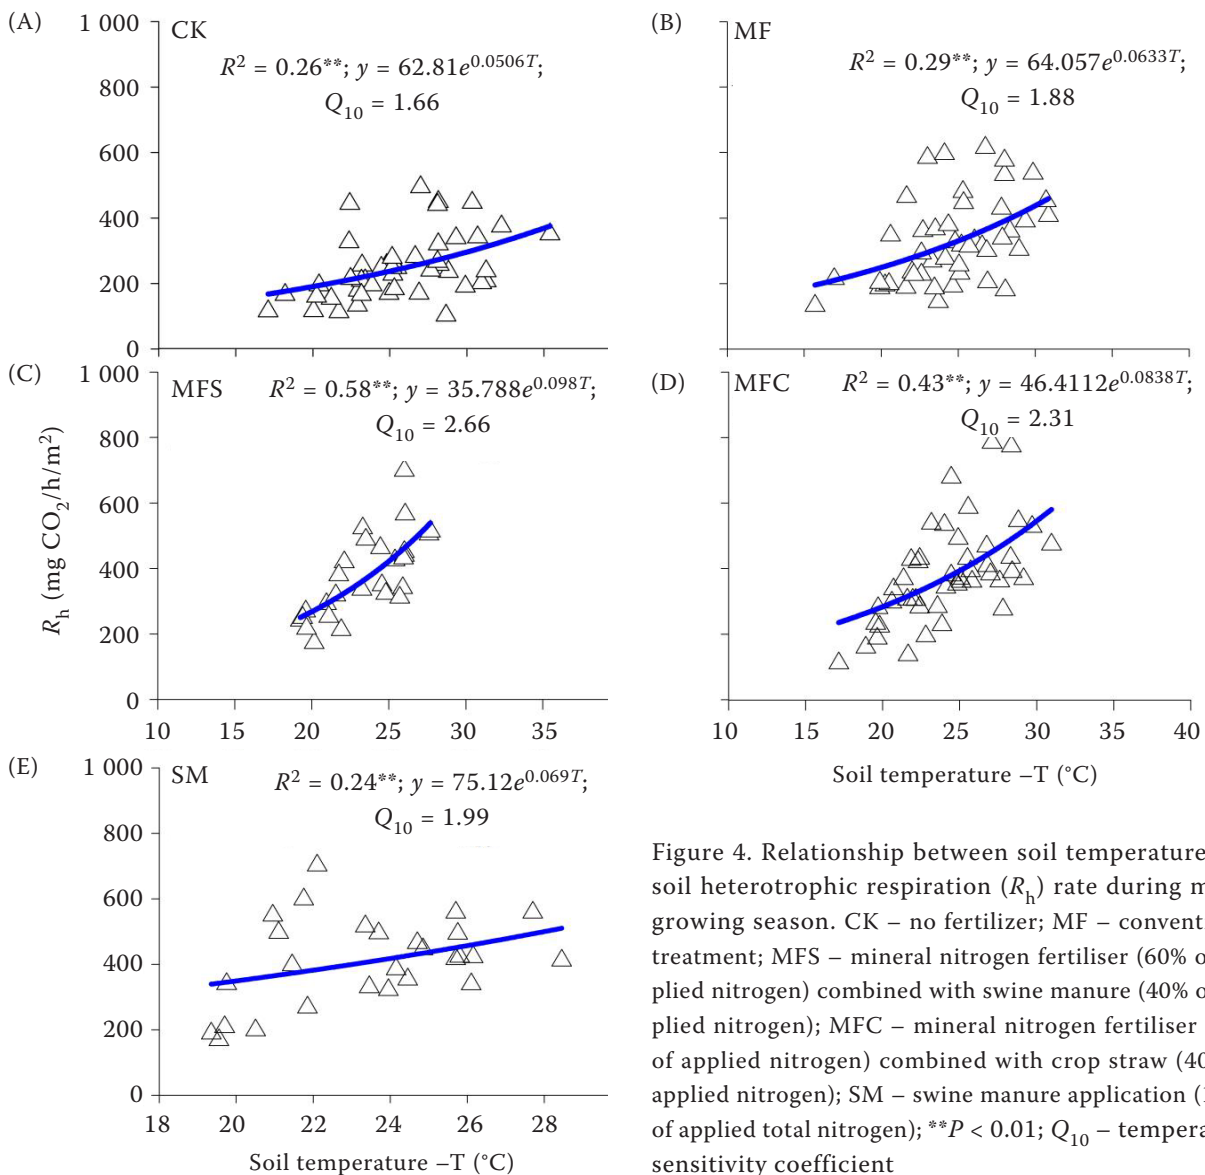 (A)
1 000
800
600
400
200
0
CK
R² = 0.26**; y = 62.81e^0.0506T;
Q₁₀ = 1.66
(B)
MF
R² = 0.29**; y = 64.057e^0.0633T;
Q₁₀ = 1.88
(C)
1 000
800
600
400
200
0
MFS
R² = 0.58**; y = 35.788e^0.098T;
Q₁₀ = 2.66
10 15 20 25 30 35
Rₕ (mg CO₂/h/m²)
(D)
MFC
R² = 0.43**; y = 46.4112e^0.0838T;
Q₁₀ = 2.31
10 15 20 25 30 35 40
Soil temperature –T (°C)
(E)
1 000
800
600
400
200
0
SM
R² = 0.24**; y = 75.12e^0.069T;
Q₁₀ = 1.99
18 20 22 24 26 28
Soil temperature –T (°C)
Figure 4. Relationship between soil temperature
soil heterotrophic respiration (Rₕ) rate during m
growing season. CK – no fertilizer; MF – convent
treatment; MFS – mineral nitrogen fertiliser (60% o
plied nitrogen) combined with swine manure (40% o
plied nitrogen); MFC – mineral nitrogen fertiliser
of applied nitrogen) combined with crop straw (40
applied nitrogen); SM – swine manure application (1
of applied total nitrogen); **P < 0.01; Q₁₀ – tempera
sensitivity coefficient